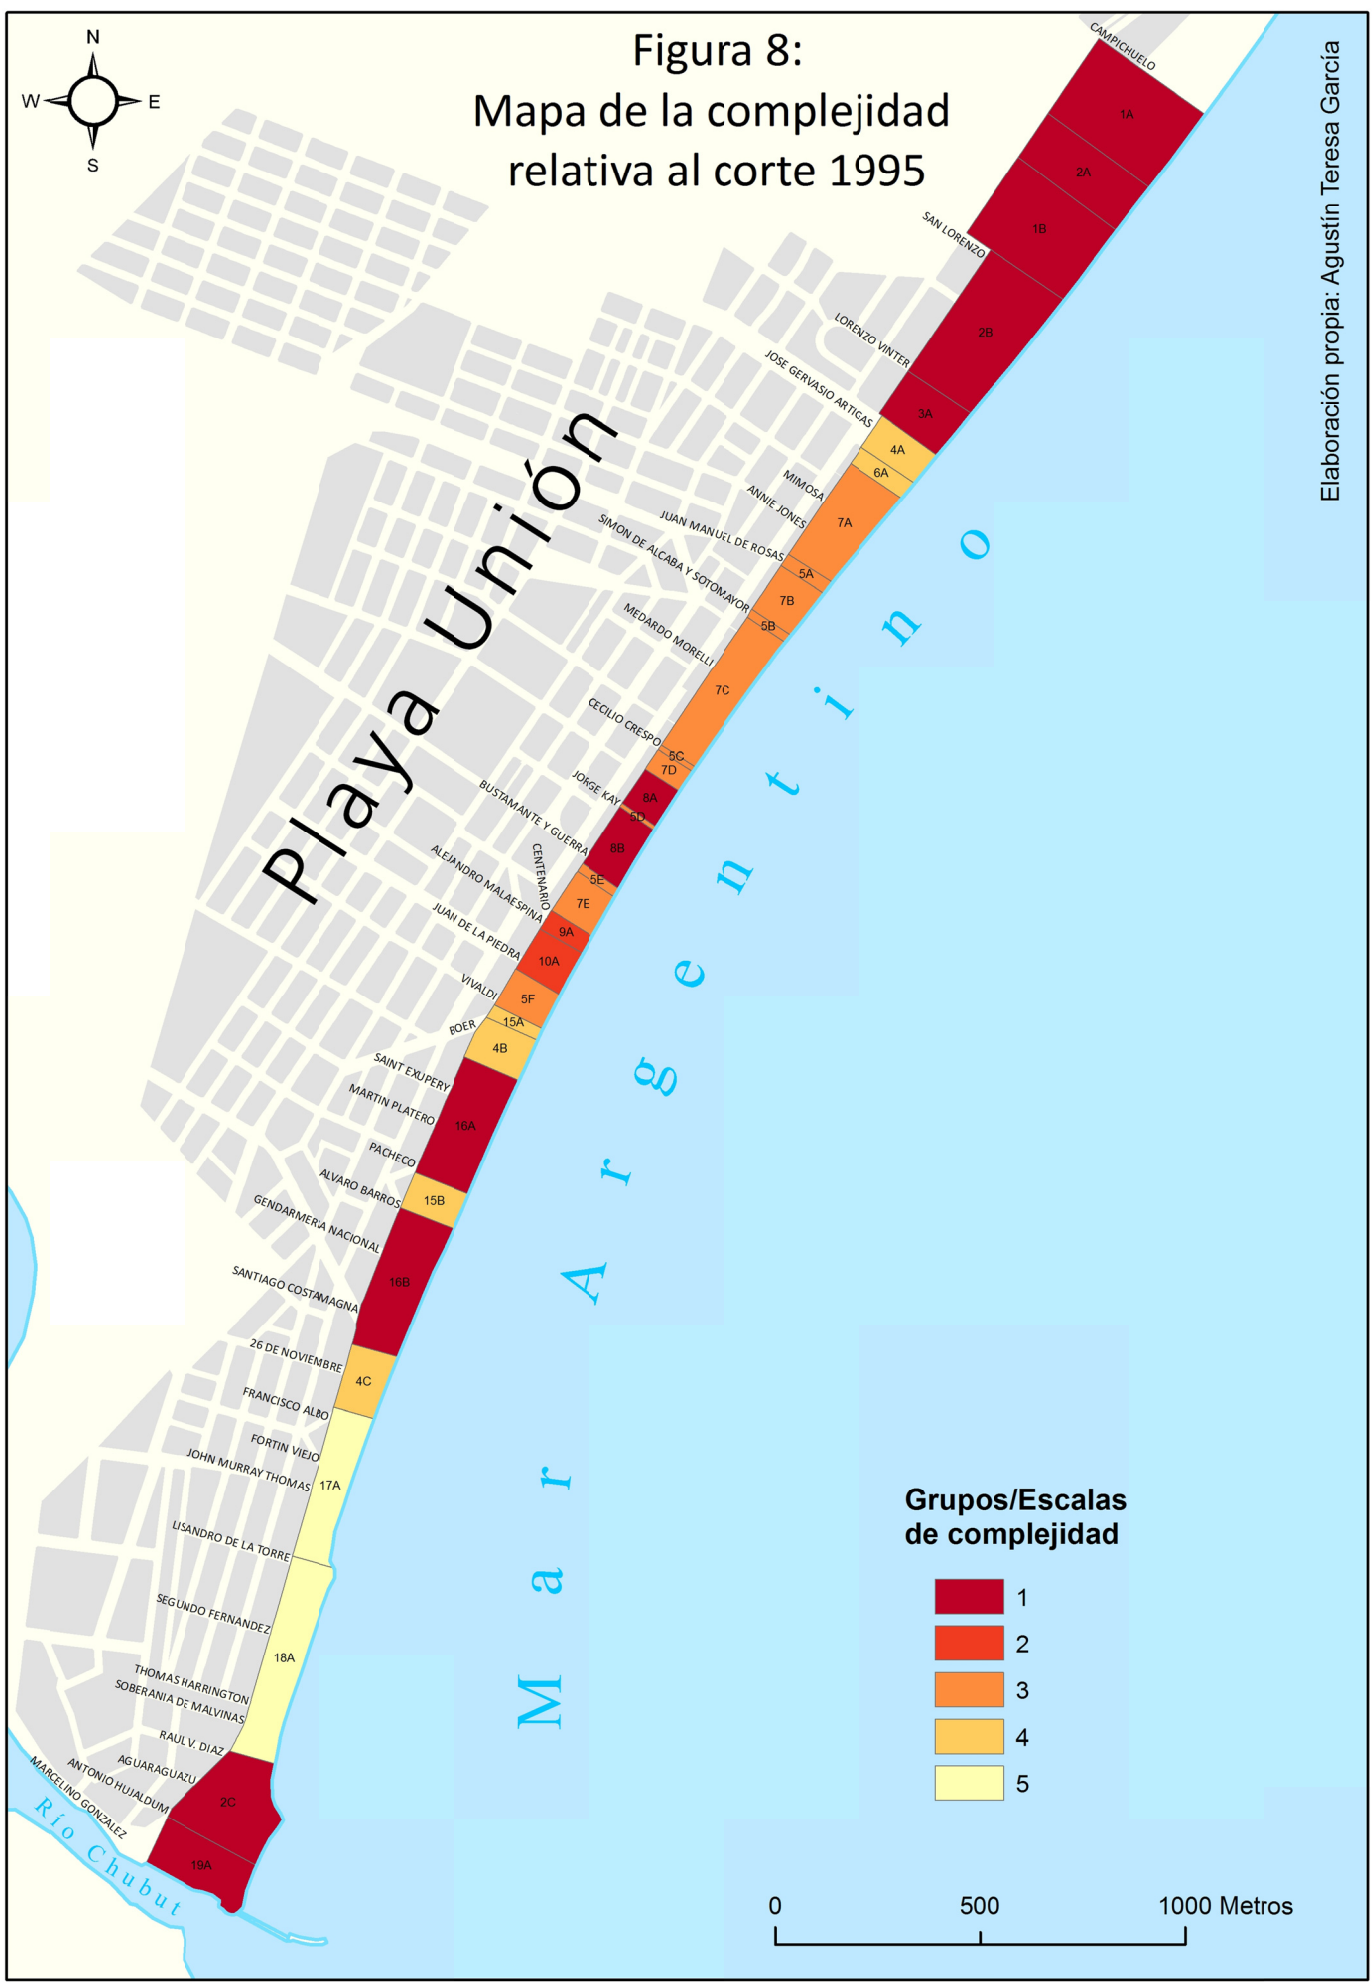 N
W
E
S
Figura 8:
Mapa de la complejidad
relativa al corte 1995
Elaboración propia: Agustín Teresa García
CAMPICHUELO
1A
2A
1B
SAN LORENZO
2B
LORENZO VINTER
3A
JOSE GERVASIO ARTIGAS
4A
6A
MIMOSA
ANNIE JONES
7A
JUAN MANUEL DE ROSAS
5A
SIMON DE ALCABA Y SOTOMAYOR
7B
5B
MEDARDO MORELLI
7C
CECILIO CRESPO
5C
7D
JORGE KAY
8A
5D
BUSTAMANTE Y GUERRA
8B
5E
CENTENARIO
7E
ALEJANDRO MALAESPINA
9A
JUAN DE LA PIEDRA
10A
VIVALDI
5F
15A
BOER
4B
SAINT EXUPERY
MARTIN PLATERO
16A
PACHECO
ALVARO BARROS
15B
GENDARMERIA NACIONAL
16B
SANTIAGO COSTAMAGNA
26 DE NOVIEMBRE
4C
FRANCISCO ALBO
FORTIN VIEJO
JOHN MURRAY THOMAS
17A
LISANDRO DE LA TORRE
SEGUNDO FERNANDEZ
18A
THOMAS HARRINGTON
SOBERANIA DE MALVINAS
RAUL V. DIAZ
AGUARAGUAZU
ANTONIO HUJALDUM
MARCELINO GONZALEZ
2C
19A
Playa Unión
Mar Argentino
Río Chubut
Grupos/Escalas
de complejidad
1
2
3
4
5
0 500 1000 Metros